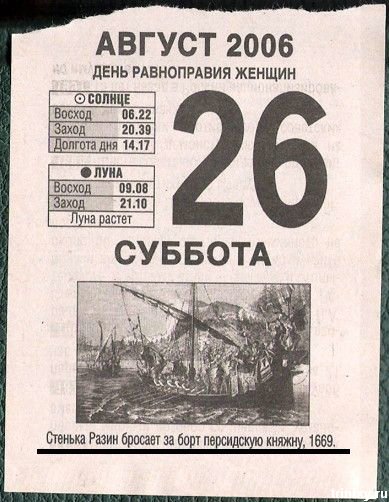 АВГУСТ 2006
ДЕНЬ РАВНОПРАВИЯ ЖЕНЩИН
СОЛНЦЕ
Восход 06.22
Заход 20.39
Долгота дня 14.17
ЛУНА
Восход 09.08
Заход 21.10
Луна растет
26
СУББОТА
Стенька Разин бросает за борт персидскую княжну, 1669.